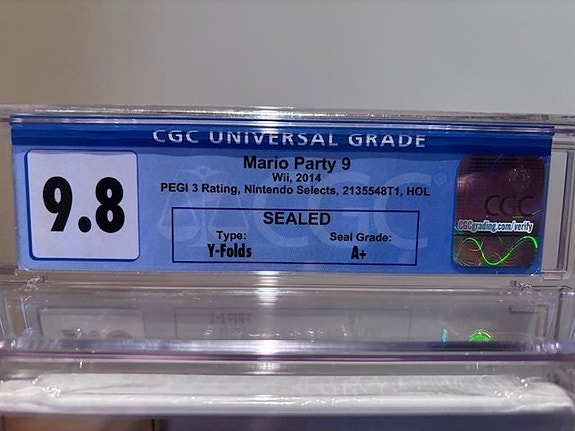 CGC UNIVERSAL GRADE
Mario Party 9
Wii, 2014
PEGI 3 Rating, Nintendo Selects, 2135548T1, HOL
9.8
SEALED
Type: Seal Grade:
Y-Folds A+
CGC
CGC
CGCgrading.com/verify